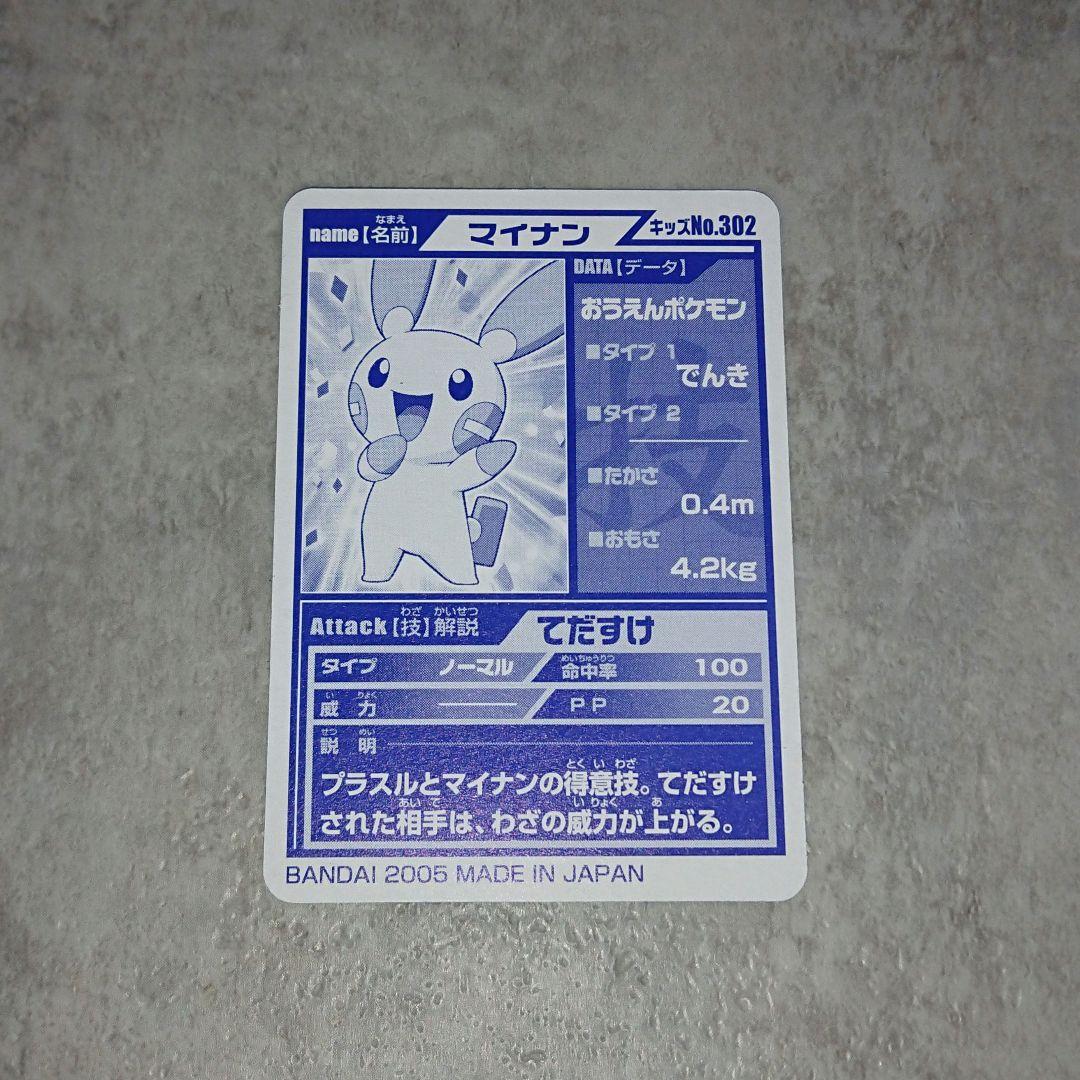 なまえ
name【名前】 マイナン キッズNo.302
DATA【データ】
おうえんポケモン
■タイプ 1
でんき
■タイプ 2
■たかさ
0.4m
■おもさ
4.2kg
技
わざ かいせつ
Attack【技】解説 てだすけ
タイプ ノーマル
めいちゅうりつ
命中率 100
い りょく
威力 ———
PP 20
せつ めい
説明
とく い わざ
プラスルとマイナンの得意技。てだすけ
あい て い りょく あ
された相手は、わざの威力が上がる。
BANDAI 2005 MADE IN JAPAN